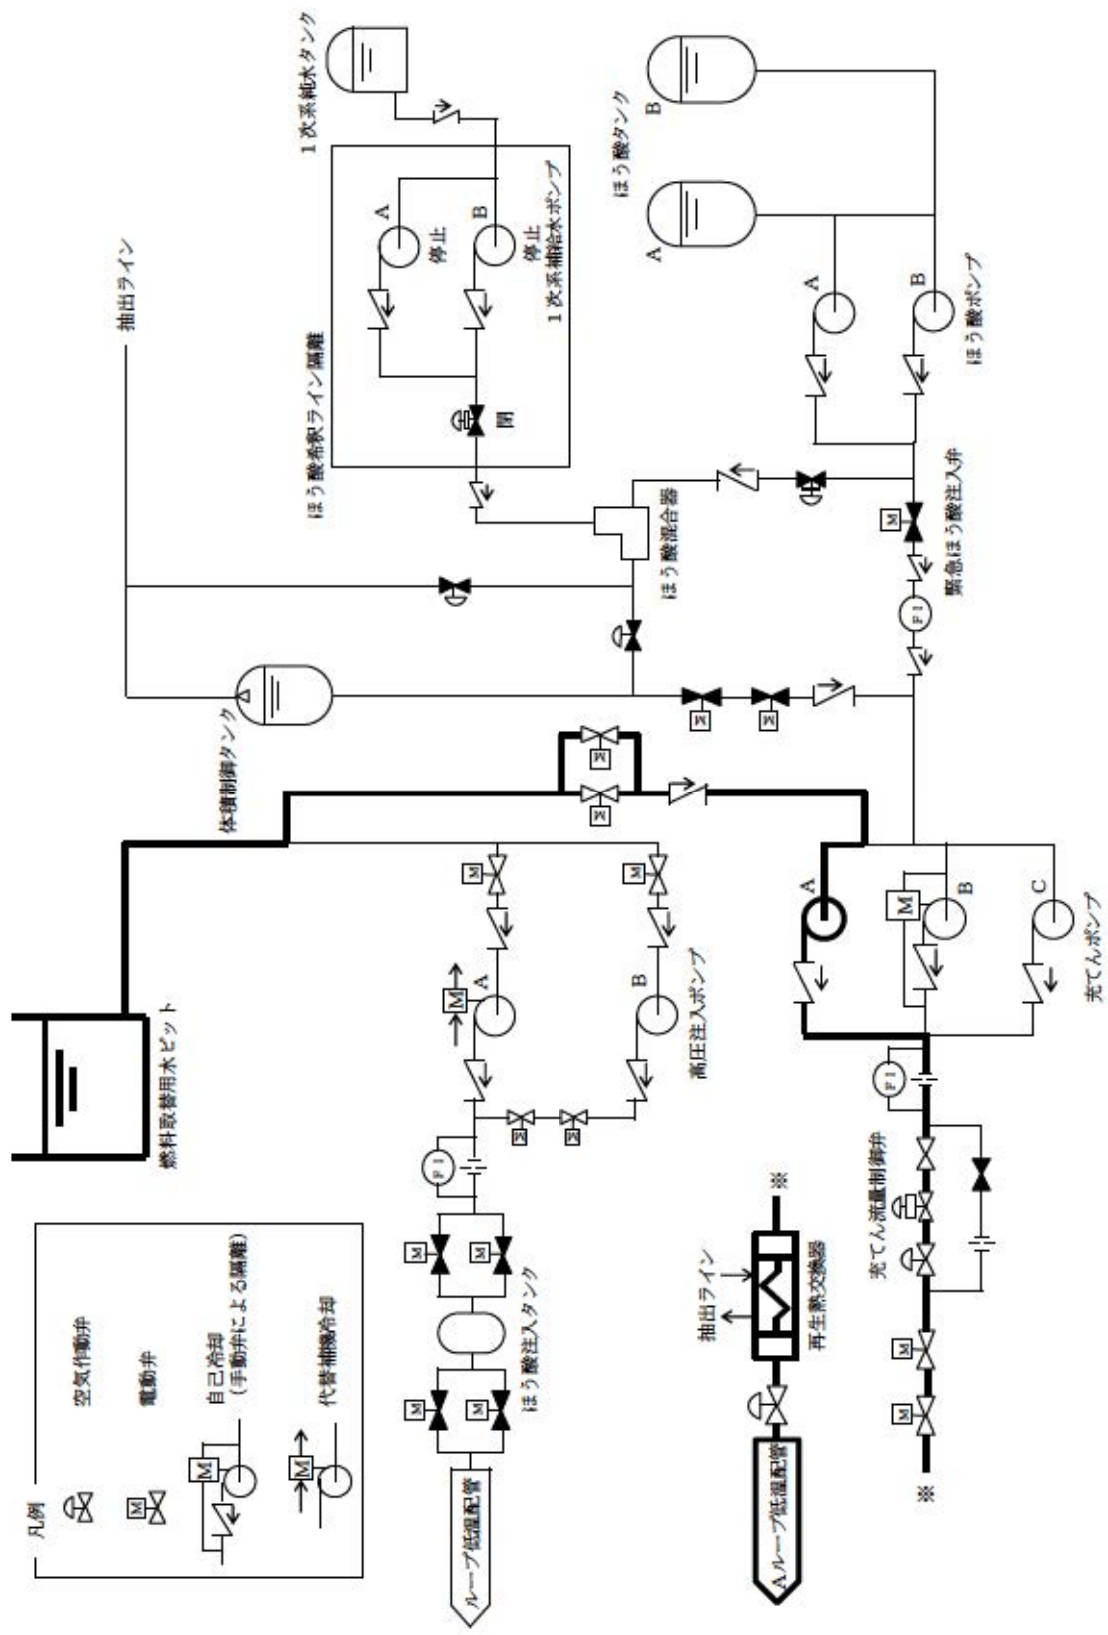 凡例
空気作動弁
M
電動弁
M
自己冷却
(手動弁による隔離)
M
代替補機冷却
燃料取替用水ピット
体積制御タンク
抽出ライン
1次系純水タンク
ほう酸希釈ライン隔離
A
停止
B
停止
1次系補給水ポンプ
閉
ほう酸混合器
ほう酸タンク
A
B
A
B
ほう酸ポンプ
M
緊急ほう酸注入弁
FI
M
M
M
M
M
M
M
A
B
高圧注入ポンプ
M
M
FI
M
M
M
M
ほう酸注入タンク
ループ低温配管
A
M
B
C
充てんポンプ
FI
充てん流量制御弁
M
M
※
※
抽出ライン
再生熱交換器
Aループ低温配管